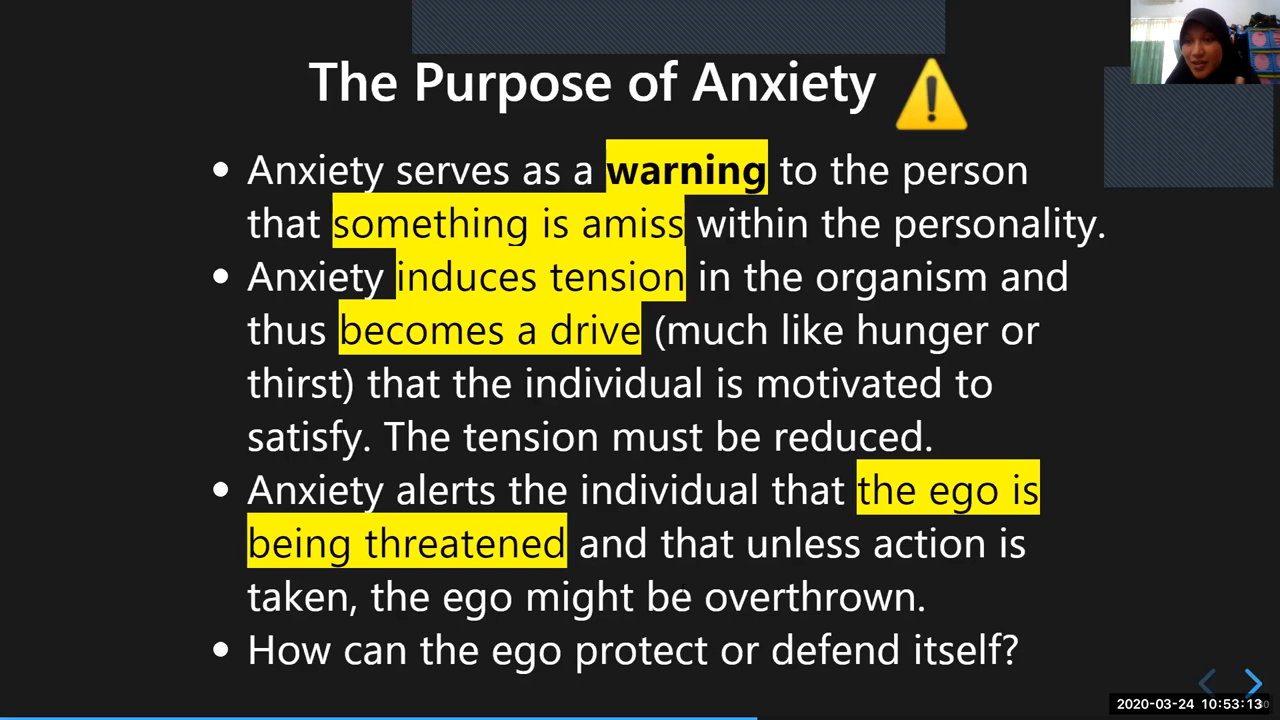 The Purpose of Anxiety
• Anxiety serves as a warning to the person
that something is amiss within the personality.
• Anxiety induces tension in the organism and
thus becomes a drive (much like hunger or
thirst) that the individual is motivated to
satisfy. The tension must be reduced.
• Anxiety alerts the individual that the ego is
being threatened and that unless action is
taken, the ego might be overthrown.
• How can the ego protect or defend itself?
2020-03-24 10:53:13